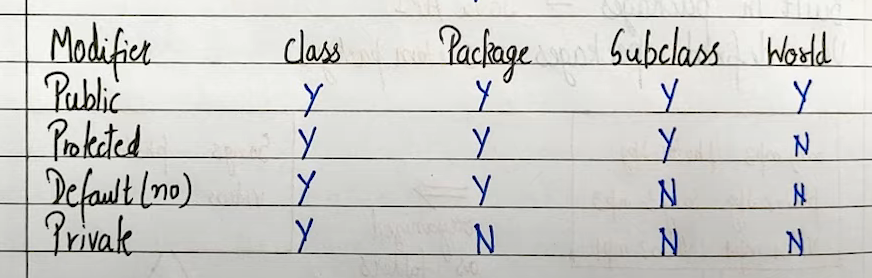 Modifier Class Package Subclass World
Public Y Y Y Y
Protected Y Y Y N
Default (no) Y Y N N
Private Y N N N